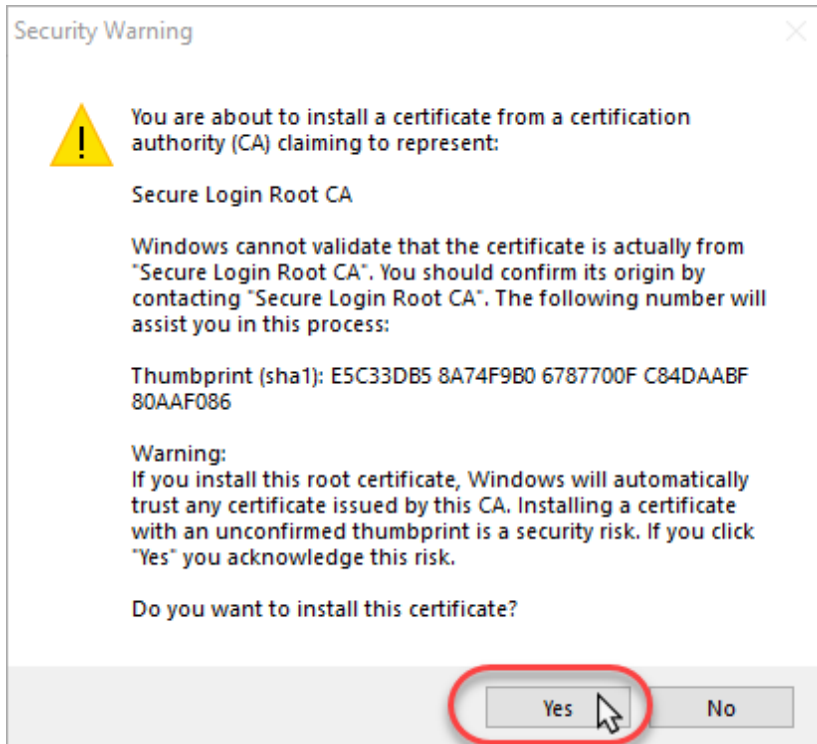 Security Warning
You are about to install a certificate from a certification
authority (CA) claiming to represent:
Secure Login Root CA
Windows cannot validate that the certificate is actually from
"Secure Login Root CA". You should confirm its origin by
contacting "Secure Login Root CA". The following number will
assist you in this process:
Thumbprint (sha1): E5C33DB5 8A74F9B0 6787700F C84DAABF
80AAF086
Warning:
If you install this root certificate, Windows will automatically
trust any certificate issued by this CA. Installing a certificate
with an unconfirmed thumbprint is a security risk. If you click
"Yes" you acknowledge this risk.
Do you want to install this certificate?
Yes No